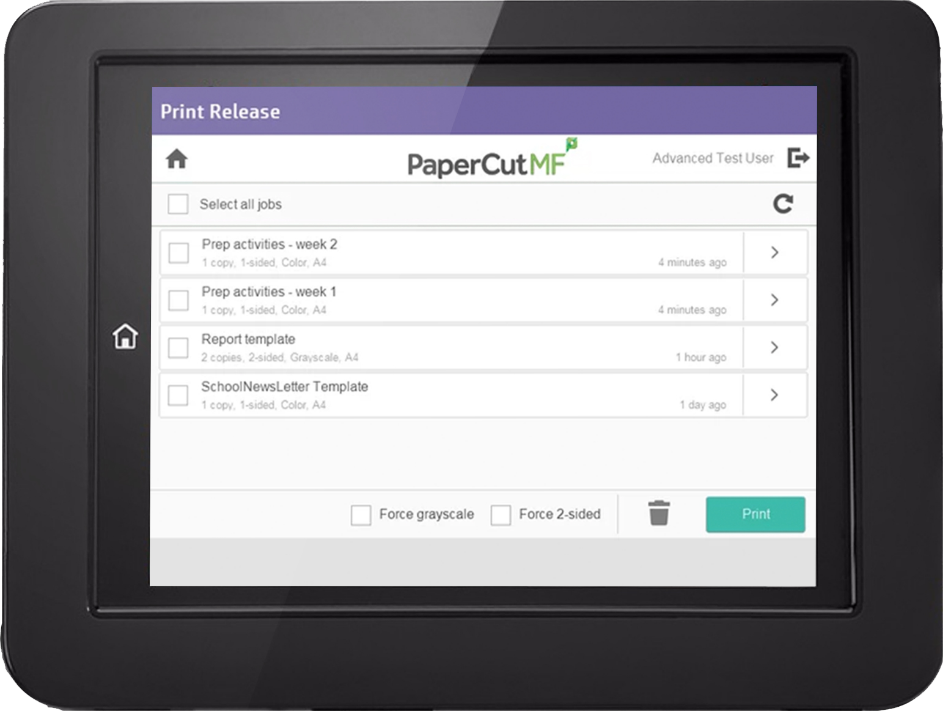 Print Release
PaperCutMF
Advanced Test User
Select all jobs
Prep activities - week 2
1 copy, 1-sided, Color, A4
4 minutes ago
Prep activities - week 1
1 copy, 1-sided, Color, A4
4 minutes ago
Report template
2 copies, 2-sided, Grayscale, A4
1 hour ago
SchoolNewsLetter Template
1 copy, 1-sided, Color, A4
1 day ago
Force grayscale
Force 2-sided
Print